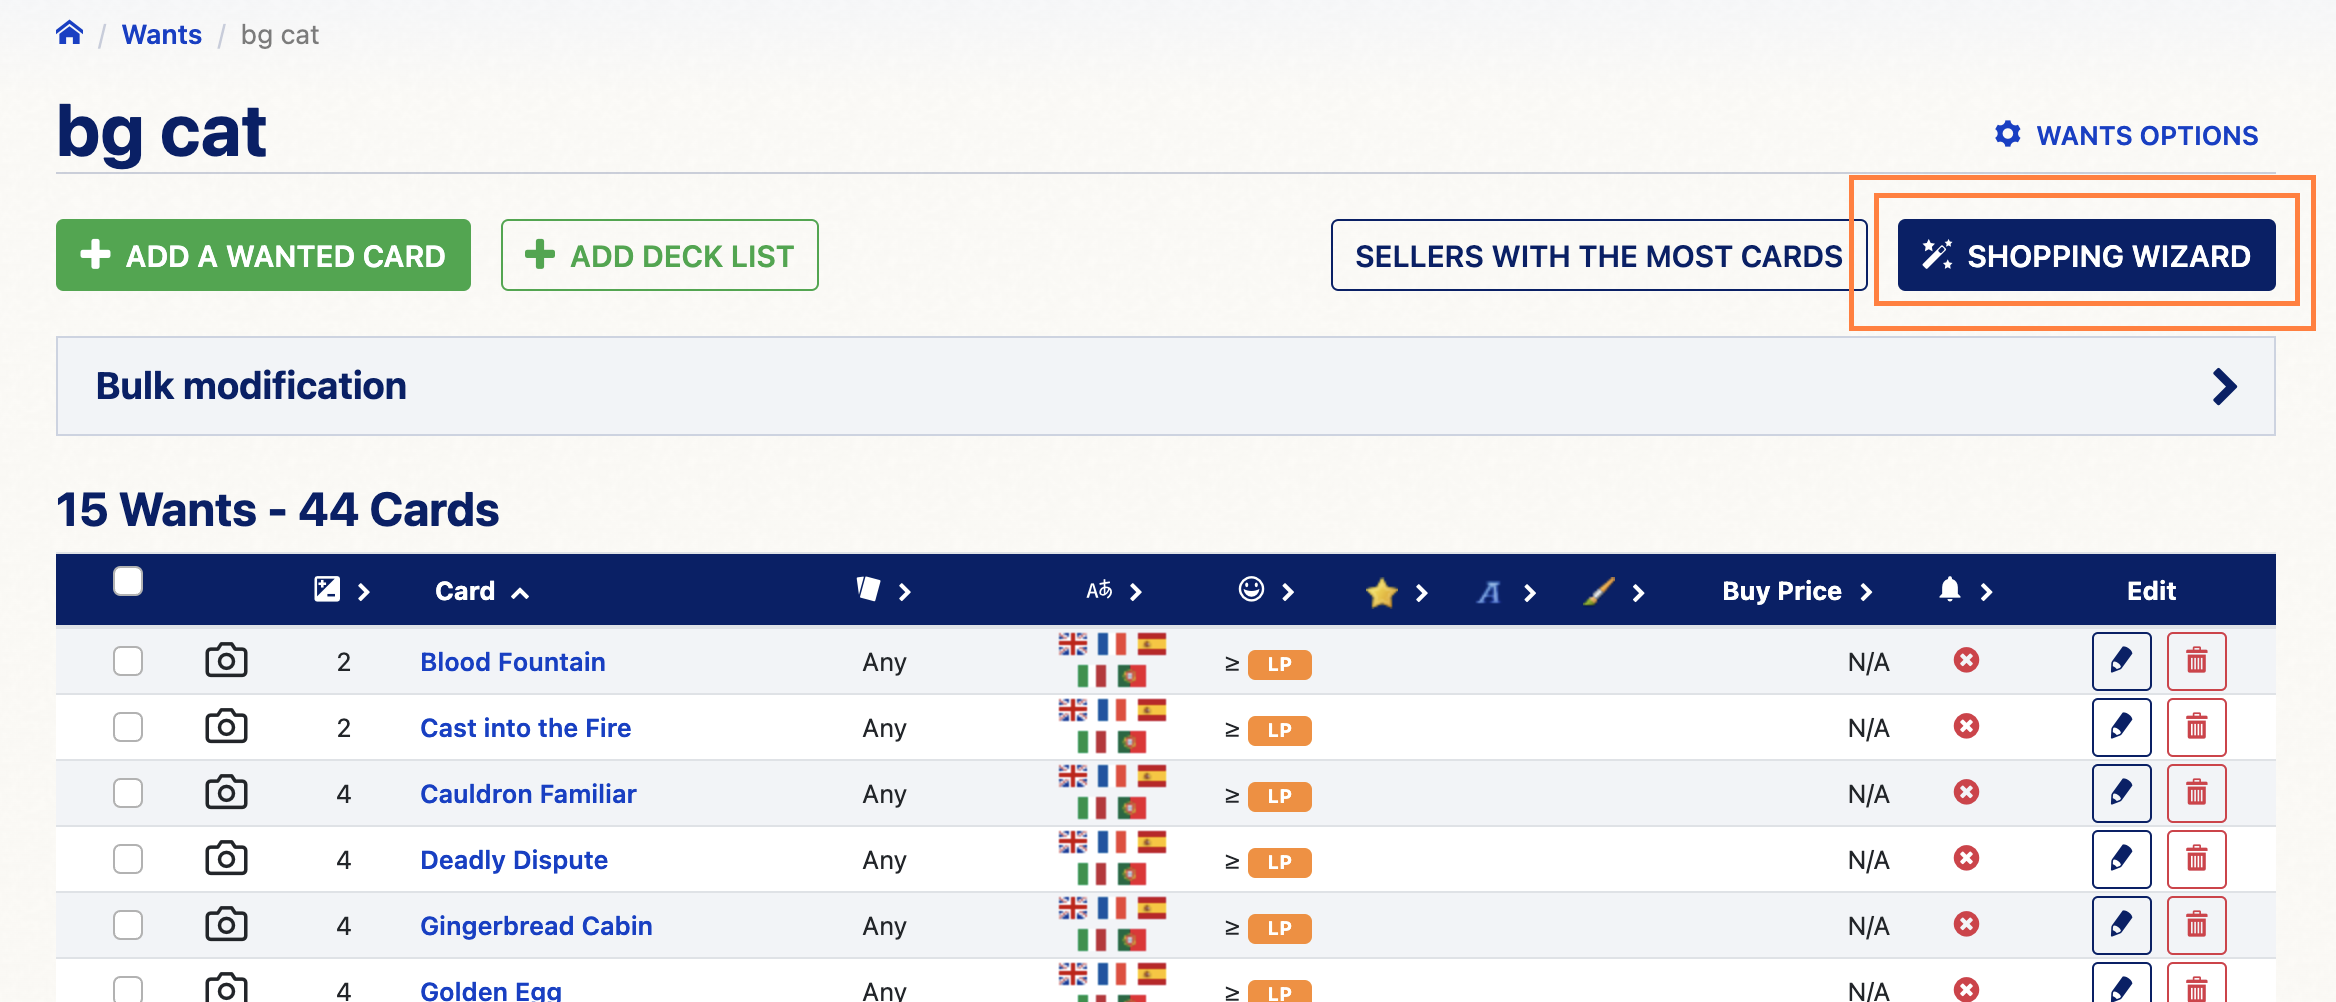 / Wants / bg cat
bg cat
WANTS OPTIONS
ADD A WANTED CARD ADD DECK LIST SELLERS WITH THE MOST CARDS SHOPPING WIZARD
Bulk modification
15 Wants - 44 Cards
Card Aあ A Buy Price Edit
2 Blood Fountain Any ≥ LP N/A
2 Cast into the Fire Any ≥ LP N/A
4 Cauldron Familiar Any ≥ LP N/A
4 Deadly Dispute Any ≥ LP N/A
4 Gingerbread Cabin Any ≥ LP N/A
4 Golden Egg Any ≥ LP N/A